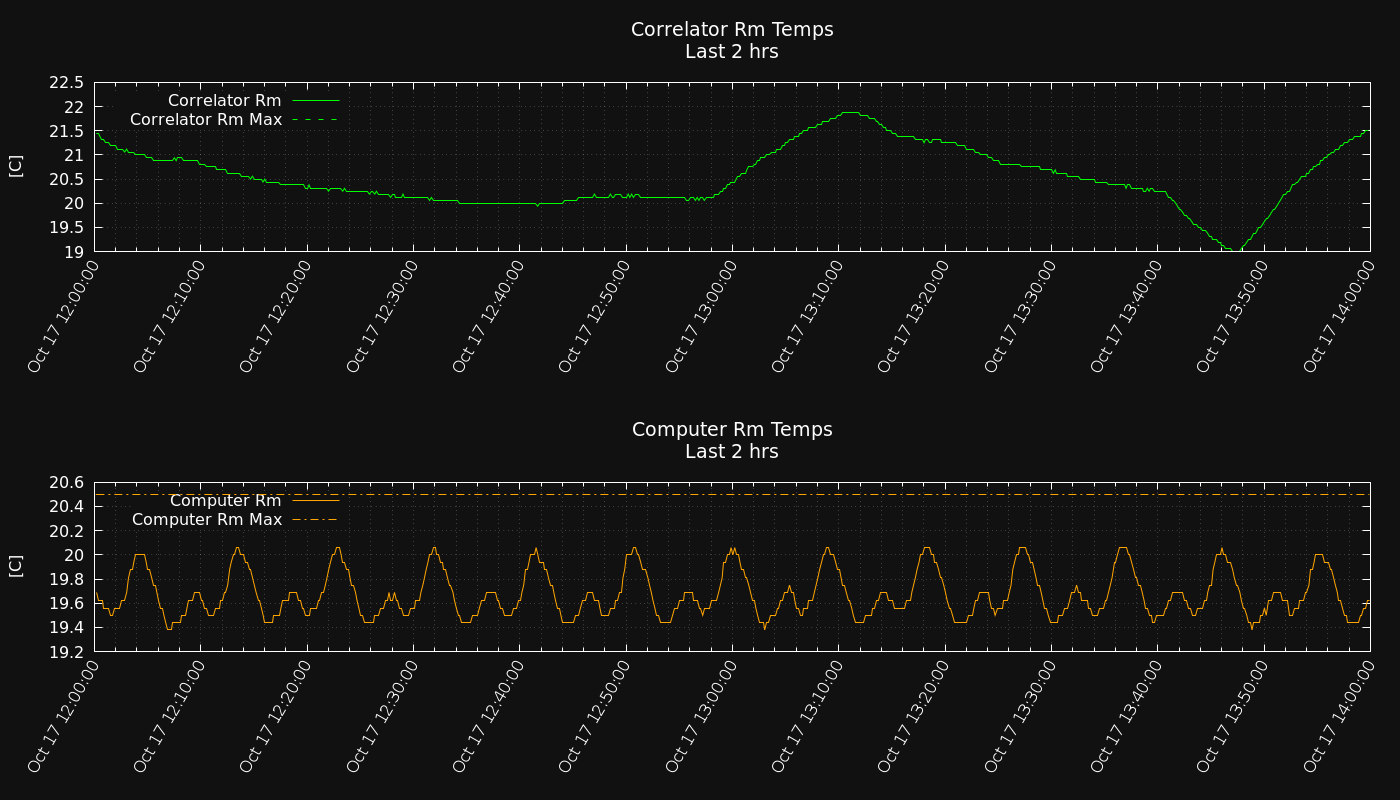 Correlator Rm Temps
Last 2 hrs
22.5
22
21.5
21
20.5
20
19.5
19
[C]
Correlator Rm
Correlator Rm Max
Oct 17 12:00:00
Oct 17 12:10:00
Oct 17 12:20:00
Oct 17 12:30:00
Oct 17 12:40:00
Oct 17 12:50:00
Oct 17 13:00:00
Oct 17 13:10:00
Oct 17 13:20:00
Oct 17 13:30:00
Oct 17 13:40:00
Oct 17 13:50:00
Oct 17 14:00:00
Computer Rm Temps
Last 2 hrs
20.6
20.4
20.2
20
19.8
19.6
19.4
19.2
[C]
Computer Rm
Computer Rm Max
Oct 17 12:00:00
Oct 17 12:10:00
Oct 17 12:20:00
Oct 17 12:30:00
Oct 17 12:40:00
Oct 17 12:50:00
Oct 17 13:00:00
Oct 17 13:10:00
Oct 17 13:20:00
Oct 17 13:30:00
Oct 17 13:40:00
Oct 17 13:50:00
Oct 17 14:00:00